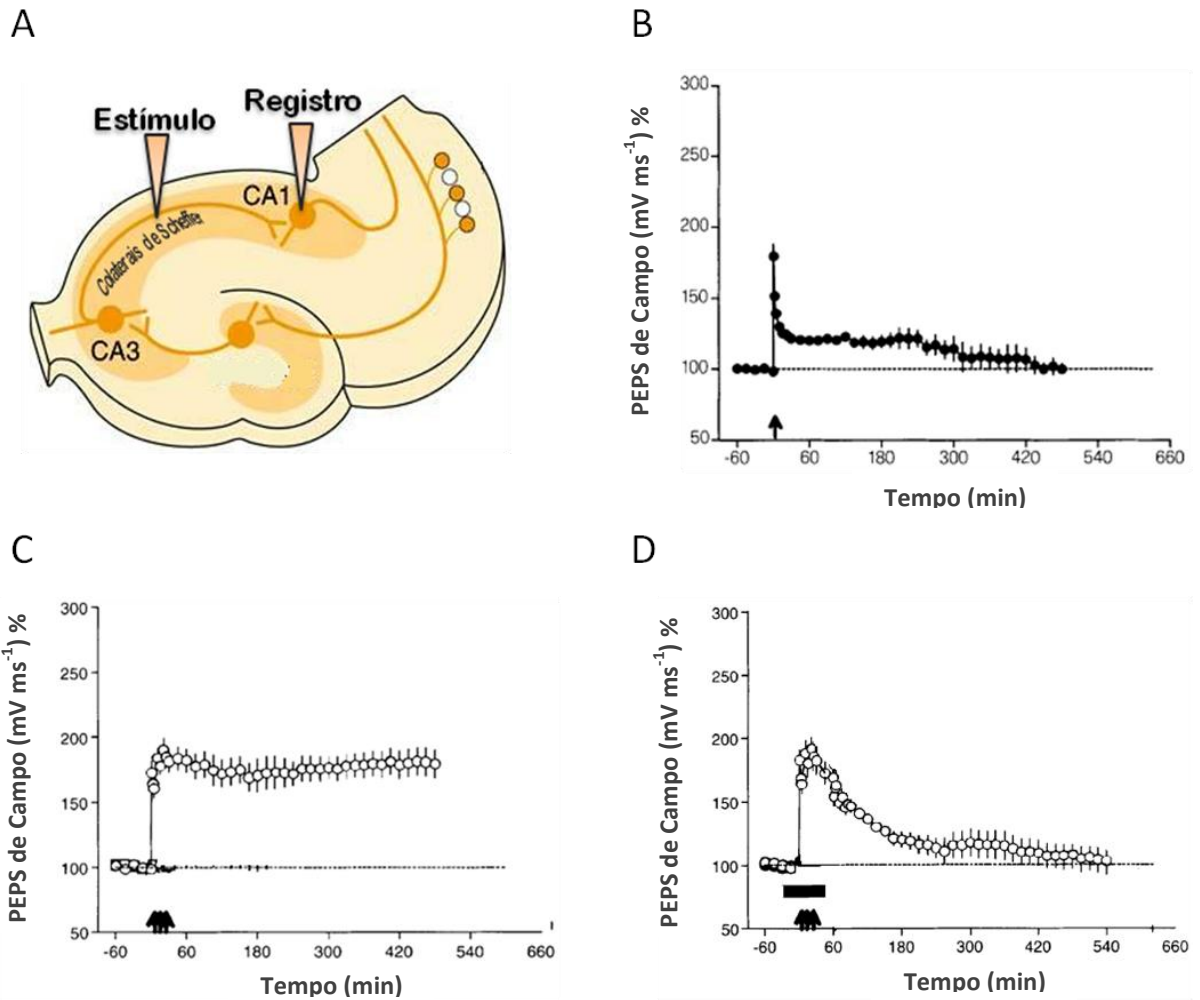 A
Estímulo
Registro
CA1
Colaterais de Scheffer
CA3
B
PEPS de Campo (mV ms-1) %
300
250
200
150
100
50
-60 60 180 300 420 540 660
Tempo (min)
C
PEPS de Campo (mV ms-1) %
300
250
200
150
100
50
-60 60 180 300 420 540 660
Tempo (min)
D
PEPS de Campo (mV ms-1) %
300
250
200
150
100
50
-60 60 180 300 420 540 660
Tempo (min)